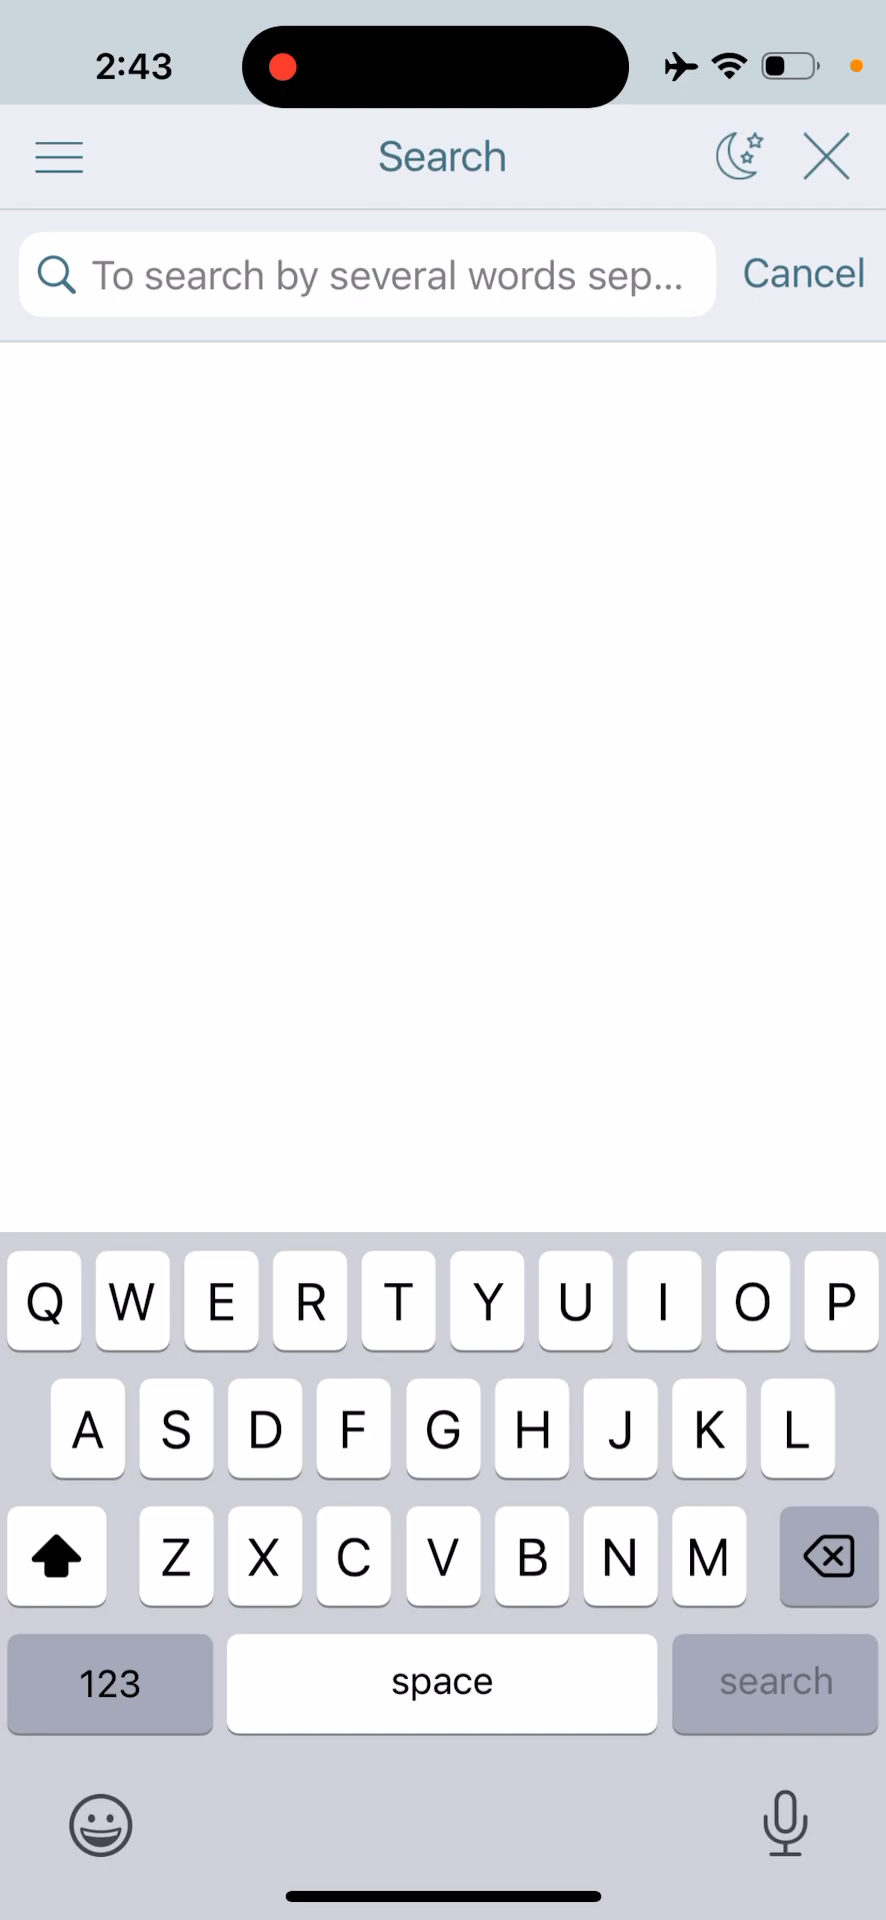 2:43
Search
To search by several words sep...
Cancel
Q W E R T Y U I O P
A S D F G H J K L
Z X C V B N M
123 space search